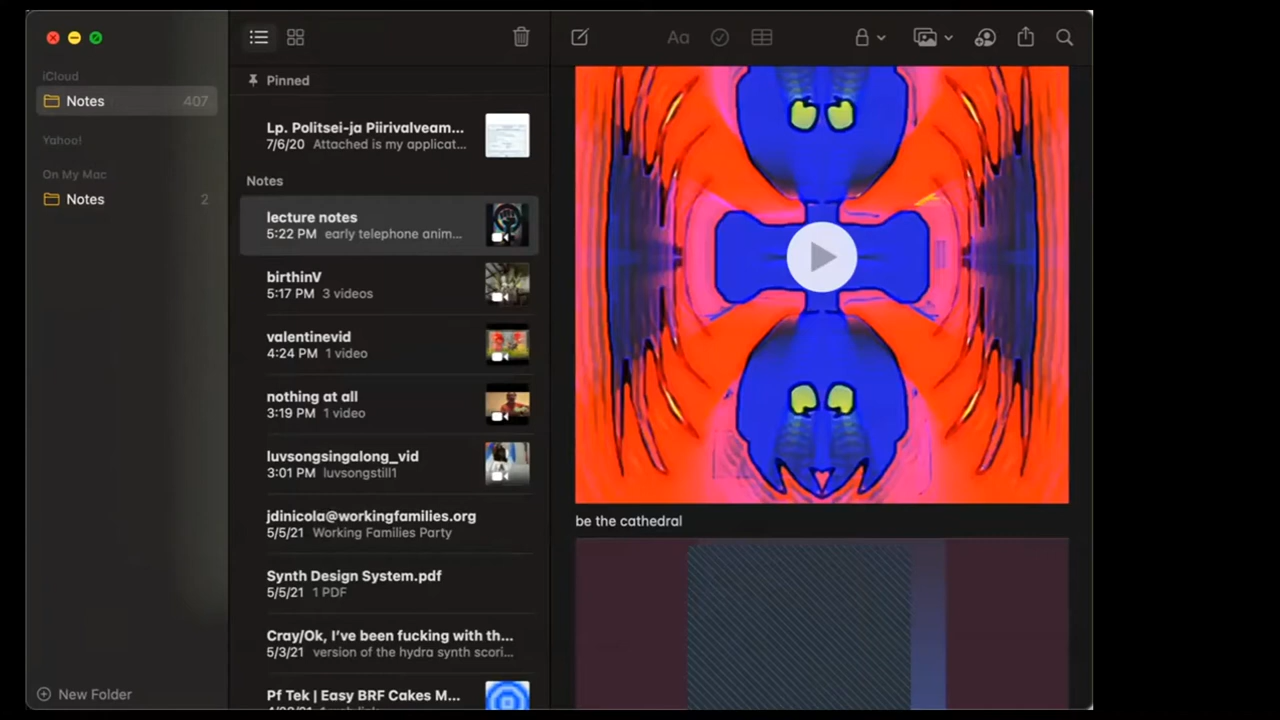 iCloud
Notes 407
Yahoo!
On My Mac
Notes 2
New Folder
Pinned
Lp. Politsei-ja Piirivalveam...
7/6/20 Attached is my applicat...
Notes
lecture notes
5:22 PM early telephone anim...
birthinV
5:17 PM 3 videos
valentinevid
4:24 PM 1 video
nothing at all
3:19 PM 1 video
luvsongsingalong_vid
3:01 PM luvsongstill1
jdinicola@workingfamilies.org
5/5/21 Working Families Party
Synth Design System.pdf
5/5/21 1 PDF
Cray/Ok, I've been fucking with th...
5/3/21 version of the hydra synth scori...
Pf Tek | Easy BRF Cakes M...
Aa
be the cathedral